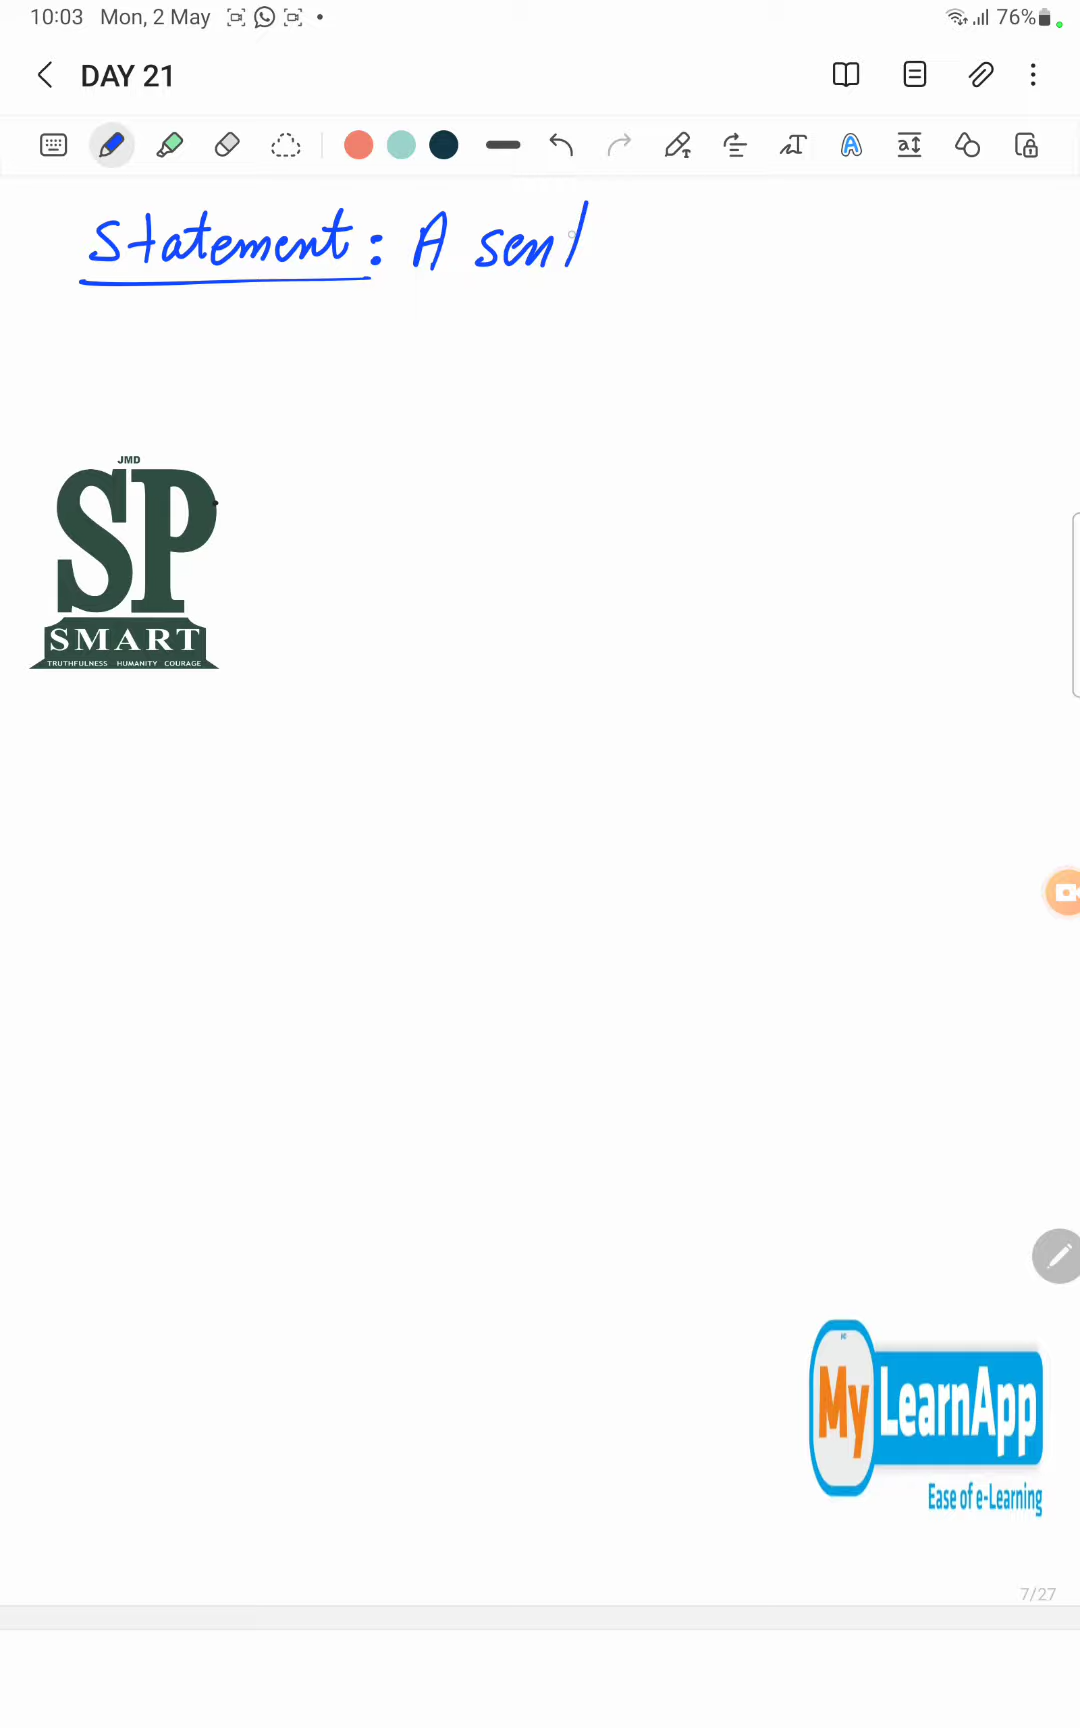 10:03 Mon, 2 May 76%
DAY 21
Statement: A sen
JMD
SP
SMART
TRUTHFULNESS HUMANITY COURAGE
My LearnApp
Ease of e-Learning
7/27